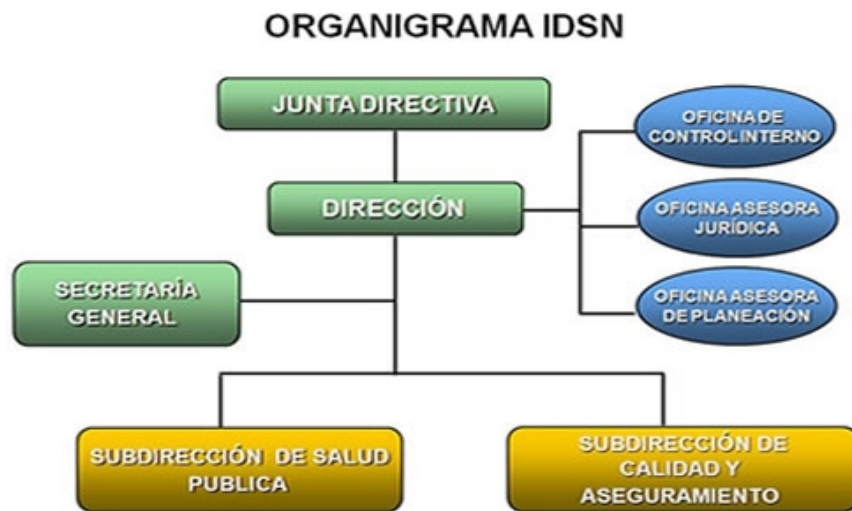 ORGANIGRAMA IDSN
JUNTA DIRECTIVA
OFICINA DE
CONTROL INTERNO
DIRECCIÓN
OFICINA ASESORA
JURÍDICA
SECRETARÍA
GENERAL
OFICINA ASESORA
DE PLANEACIÓN
SUBDIRECCIÓN DE SALUD
PUBLICA
SUBDIRECCIÓN DE
CALIDAD Y
ASEGURAMIENTO